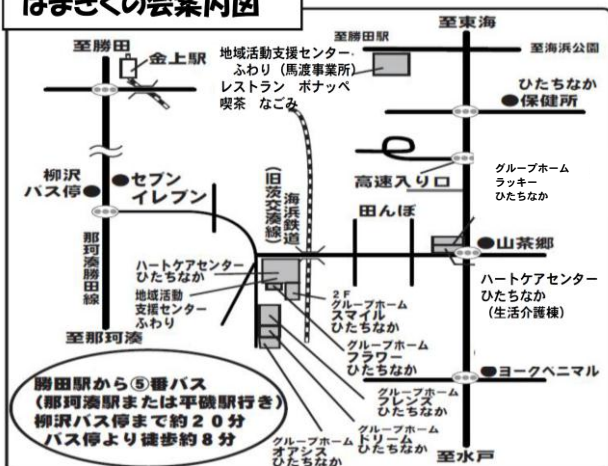 はまぎくの会案内図
至勝田
金上駅
地域活動支援センター
ふわり（馬渡事業所）
レストラン ボナッペ
喫茶 なごみ
至勝田駅
至東海
至海浜公園
ひたちなか
●保健所
高速入り口
グループホーム
ラッキー
ひたちなか
柳沢
バス停●
●セブン
イレブン
海浜鉄道
（旧茨交湊線）
田んぼ
●山茶郷
那珂湊勝田線
ハートケアセンター
ひたちなか
地域活動
支援センター
ふわり
２Ｆ
グループホーム
スマイル
ひたちなか
ハートケアセンター
ひたちなか
（生活介護棟）
至那珂湊
グループホーム
フラワー
ひたちなか
●ヨークベニマル
グループホーム
フレンズ
ひたちなか
勝田駅から⑤番バス
（那珂湊駅または平磯駅行き）
柳沢バス停まで約２０分
バス停より徒歩約８分
グループホーム
ドリーム
ひたちなか
グループホーム
オアシス
ひたちなか
至水戸